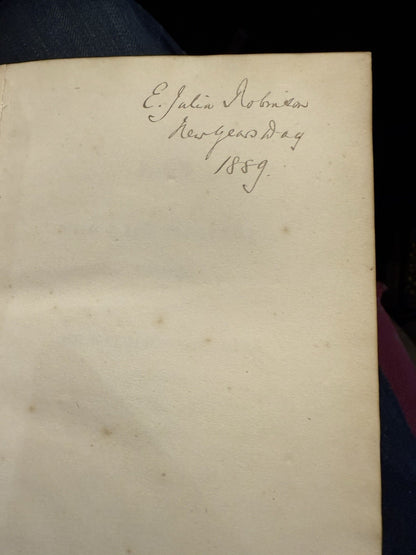 E. Julia Robinson
New Years Day
1889.